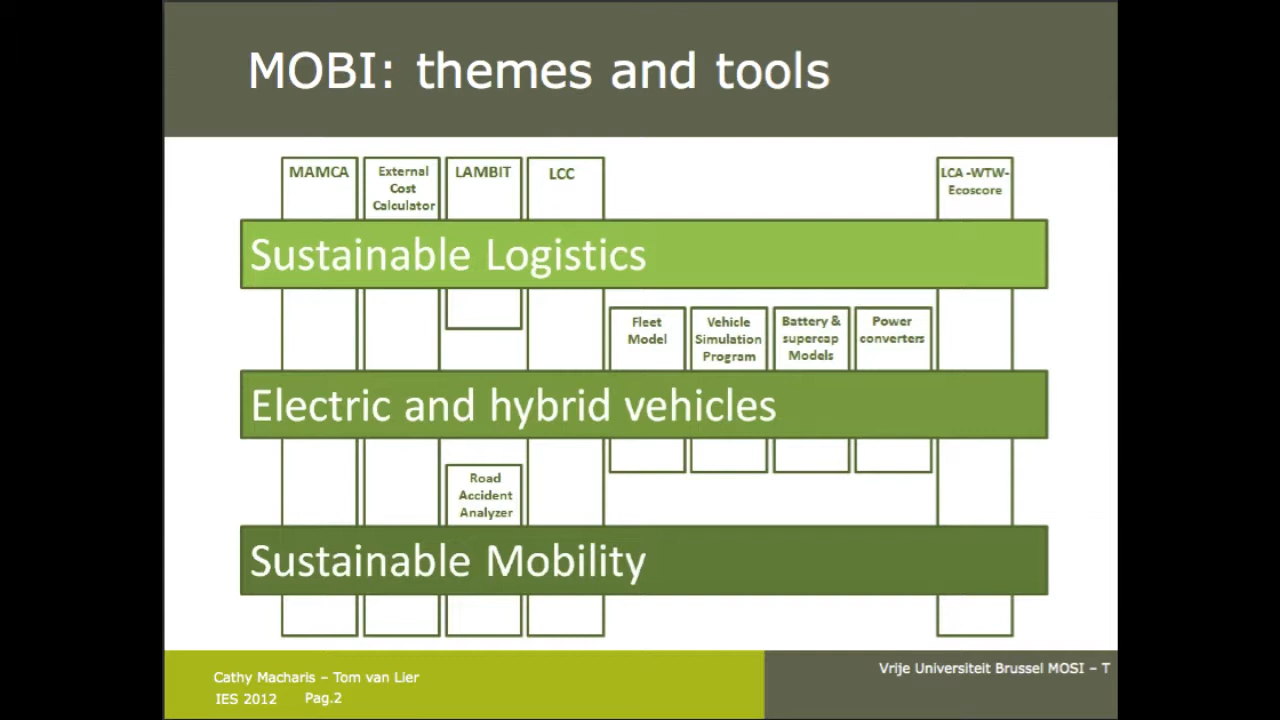 MOBI: themes and tools
MAMCA
External
Cost
Calculator
LAMBIT
LCC
LCA -WTW-
Ecoscore
Sustainable Logistics
Fleet
Model
Vehicle
Simulation
Program
Battery &
supercap
Models
Power
converters
Electric and hybrid vehicles
Road
Accident
Analyzer
Sustainable Mobility
Cathy Macharis – Tom van Lier
IES 2012 Pag.2
Vrije Universiteit Brussel MOSI – T